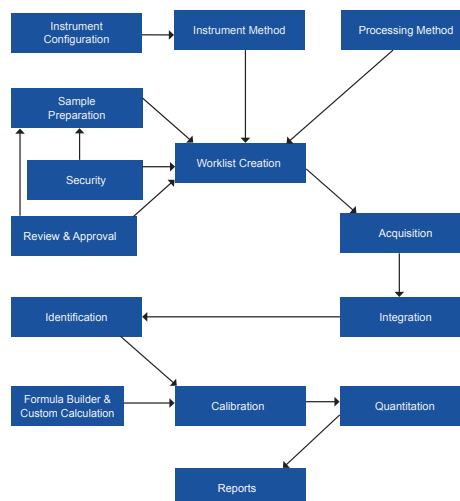 Instrument
Configuration
Instrument Method
Processing Method
Sample
Preparation
Worklist Creation
Security
Review & Approval
Acquisition
Identification
Integration
Formula Builder &
Custom Calculation
Calibration
Quantitation
Reports